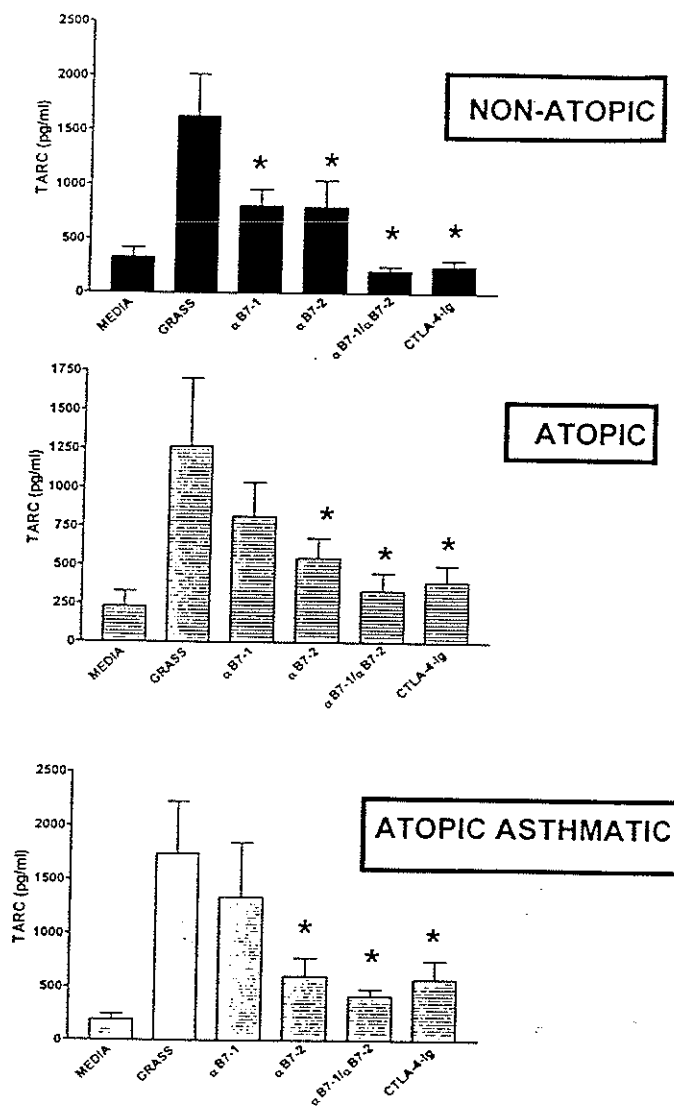 2500
2000
1500
1000
500
0
TARC (pg/ml)
NON-ATOPIC
*
*
*
*
MEDIA
GRASS
α B7-1
α B7-2
α B7-1/α B7-2
CTLA-4-Ig
1750
1500
1250
1000
750
500
250
0
TARC (pg/ml)
ATOPIC
*
*
*
MEDIA
GRASS
α B7-1
α B7-2
α B7-1/α B7-2
CTLA-4-Ig
2500
2000
1500
1000
500
0
TARC (pg/ml)
ATOPIC ASTHMATIC
*
*
*
MEDIA
GRASS
α B7-1
α B7-2
α B7-1/α B7-2
CTLA-4-Ig